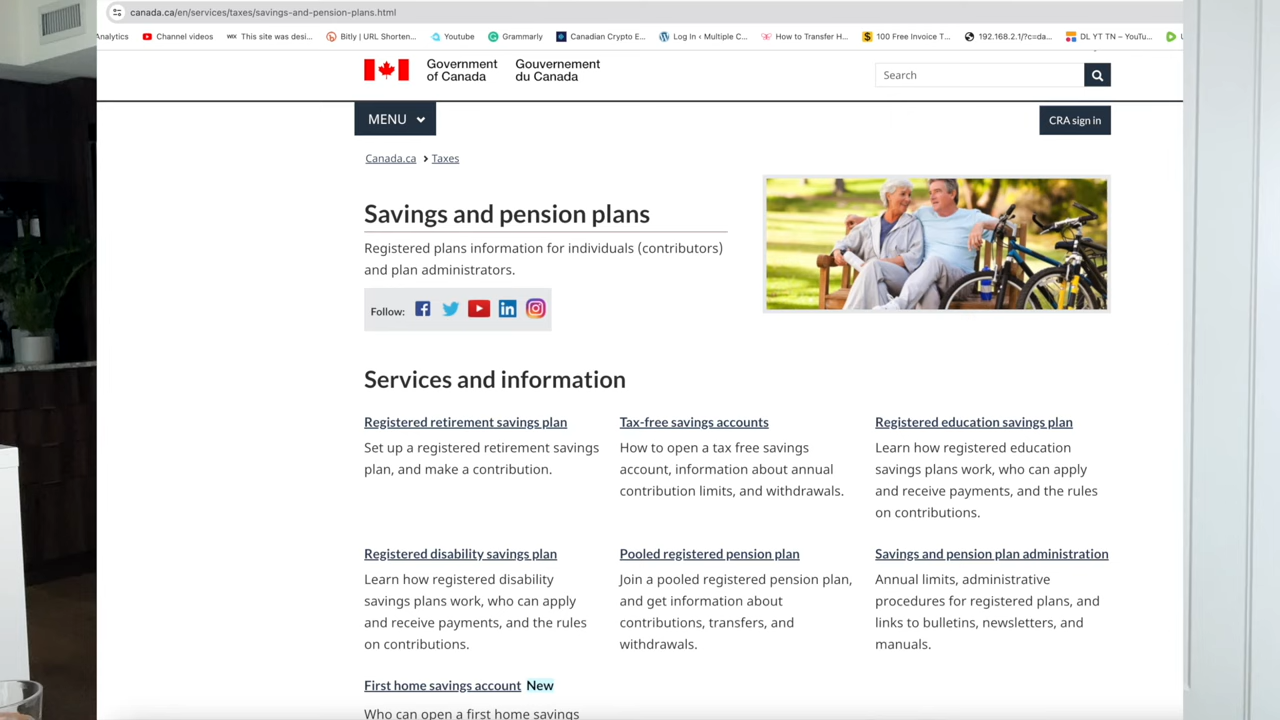 canada.ca/en/services/taxes/savings-and-pension-plans.html
Analytics
Channel videos
This site was desi...
Bitly | URL Shorten...
Youtube
Grammarly
Canadian Crypto E...
Log In ‹ Multiple C...
How to Transfer H...
100 Free Invoice T...
192.168.2.1/?c=da...
DL YT TN – YouTu...
Government of Canada
Gouvernement du Canada
Search
MENU
CRA sign in
Canada.ca > Taxes
Savings and pension plans
Registered plans information for individuals (contributors)
and plan administrators.
Follow:
Services and information
Registered retirement savings plan
Set up a registered retirement savings
plan, and make a contribution.
Tax-free savings accounts
How to open a tax free savings
account, information about annual
contribution limits, and withdrawals.
Registered education savings plan
Learn how registered education
savings plans work, who can apply
and receive payments, and the rules
on contributions.
Registered disability savings plan
Learn how registered disability
savings plans work, who can apply
and receive payments, and the rules
on contributions.
Pooled registered pension plan
Join a pooled registered pension plan,
and get information about
contributions, transfers, and
withdrawals.
Savings and pension plan administration
Annual limits, administrative
procedures for registered plans, and
links to bulletins, newsletters, and
manuals.
First home savings account New
Who can open a first home savings